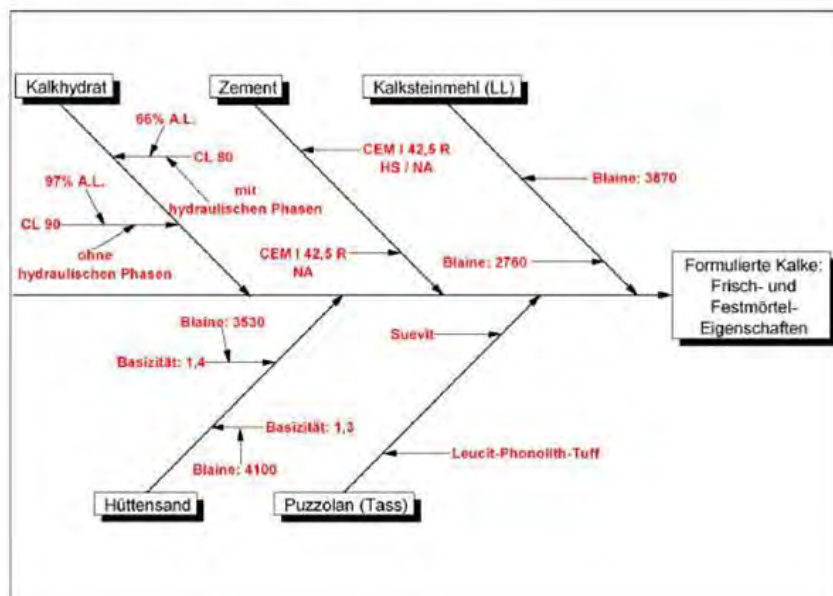 Kalkhydrat
Zement
Kalksteinmehl (LL)
66% A.L.
CL 80
mit
hydraulischen Phasen
97% A.L.
CL 90
ohne
hydraulischen Phasen
CEM I 42,5 R
HS / NA
CEM I 42,5 R
NA
Blaine: 3870
Blaine: 2760
Formulierte Kalke:
Frisch- und
Festmörtel-
Eigenschaften
Blaine: 3530
Basizität: 1,4
Basizität: 1,3
Blaine: 4100
Suevit
Leucit-Phonolith-Tuff
Hüttensand
Puzzolan (Tass)